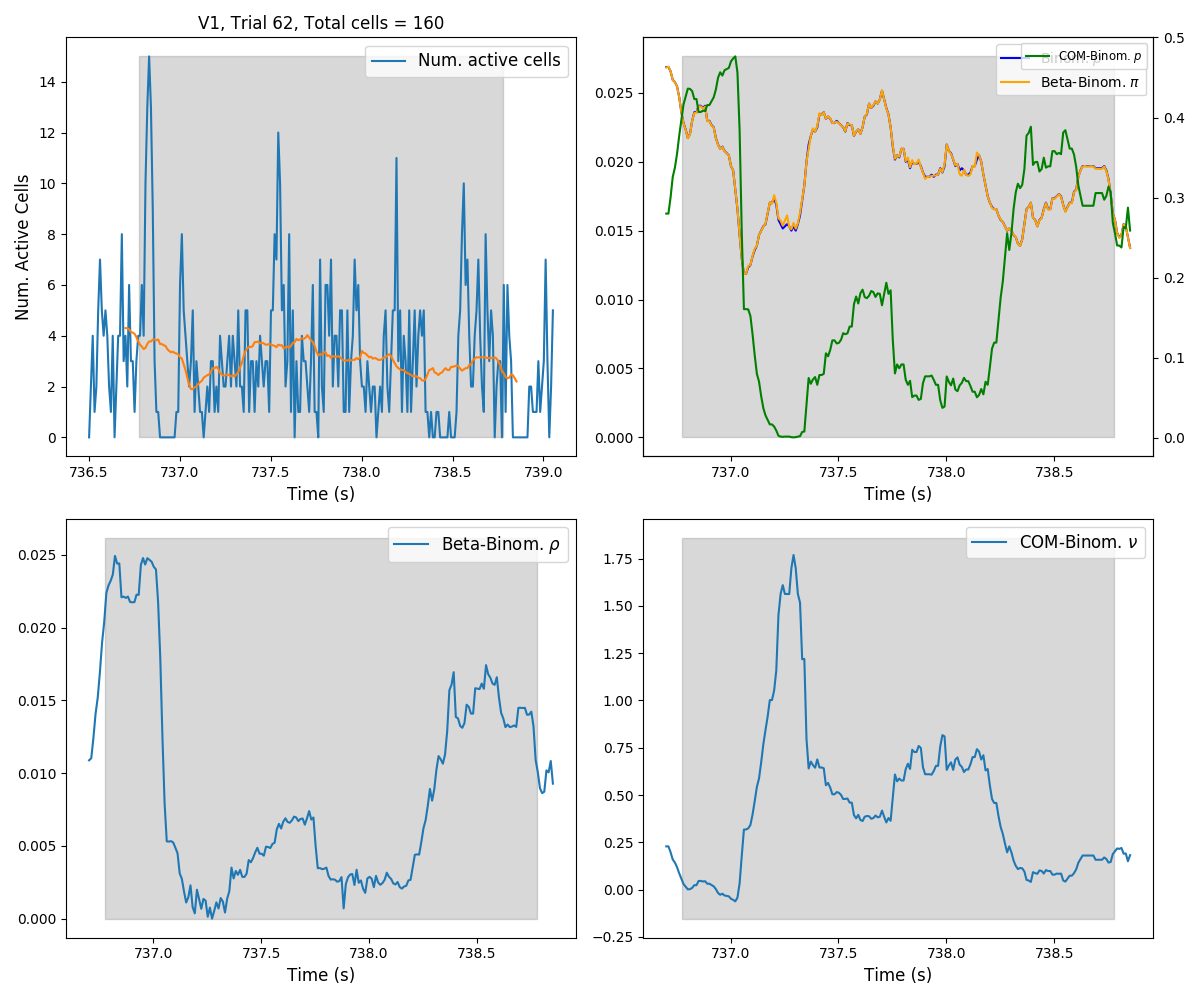 V1, Trial 62, Total cells = 160
Num. active cells
Num. Active Cells
14
12
10
8
6
4
2
0
736.5 737.0 737.5 738.0 738.5 739.0
Time (s)
COM-Binom. p
Beta-Binom. π
0.025
0.020
0.015
0.010
0.005
0.000
0.5
0.4
0.3
0.2
0.1
0.0
737.0 737.5 738.0 738.5
Time (s)
Beta-Binom. ρ
0.025
0.020
0.015
0.010
0.005
0.000
737.0 737.5 738.0 738.5
Time (s)
COM-Binom. ν
1.75
1.50
1.25
1.00
0.75
0.50
0.25
0.00
−0.25
737.0 737.5 738.0 738.5
Time (s)